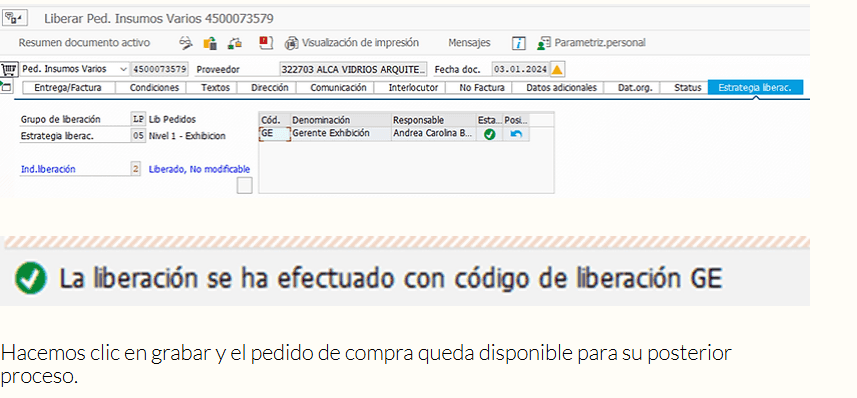 Liberar Ped. Insumos Varios 4500073579
Resumen documento activo Visualización de impresión Mensajes Parametriz.personal
Ped. Insumos Varios 4500073579 Proveedor 322703 ALCA VIDRIOS ARQUITE... Fecha doc. 03.01.2024
Entrega/Factura Condiciones Textos Dirección Comunicación Interlocutor No Factura Datos adicionales Dat.org. Status Estrategia liberac.
Grupo de liberación LP Lib Pedidos
Estrategia liberac. 05 Nivel 1 - Exhibicion
Ind.liberación 2 Liberado, No modificable
Cód. Denominación Responsable Esta... Posi...
GE Gerente Exhibición Andrea Carolina B...
La liberación se ha efectuado con código de liberación GE
Hacemos clic en grabar y el pedido de compra queda disponible para su posterior
proceso.